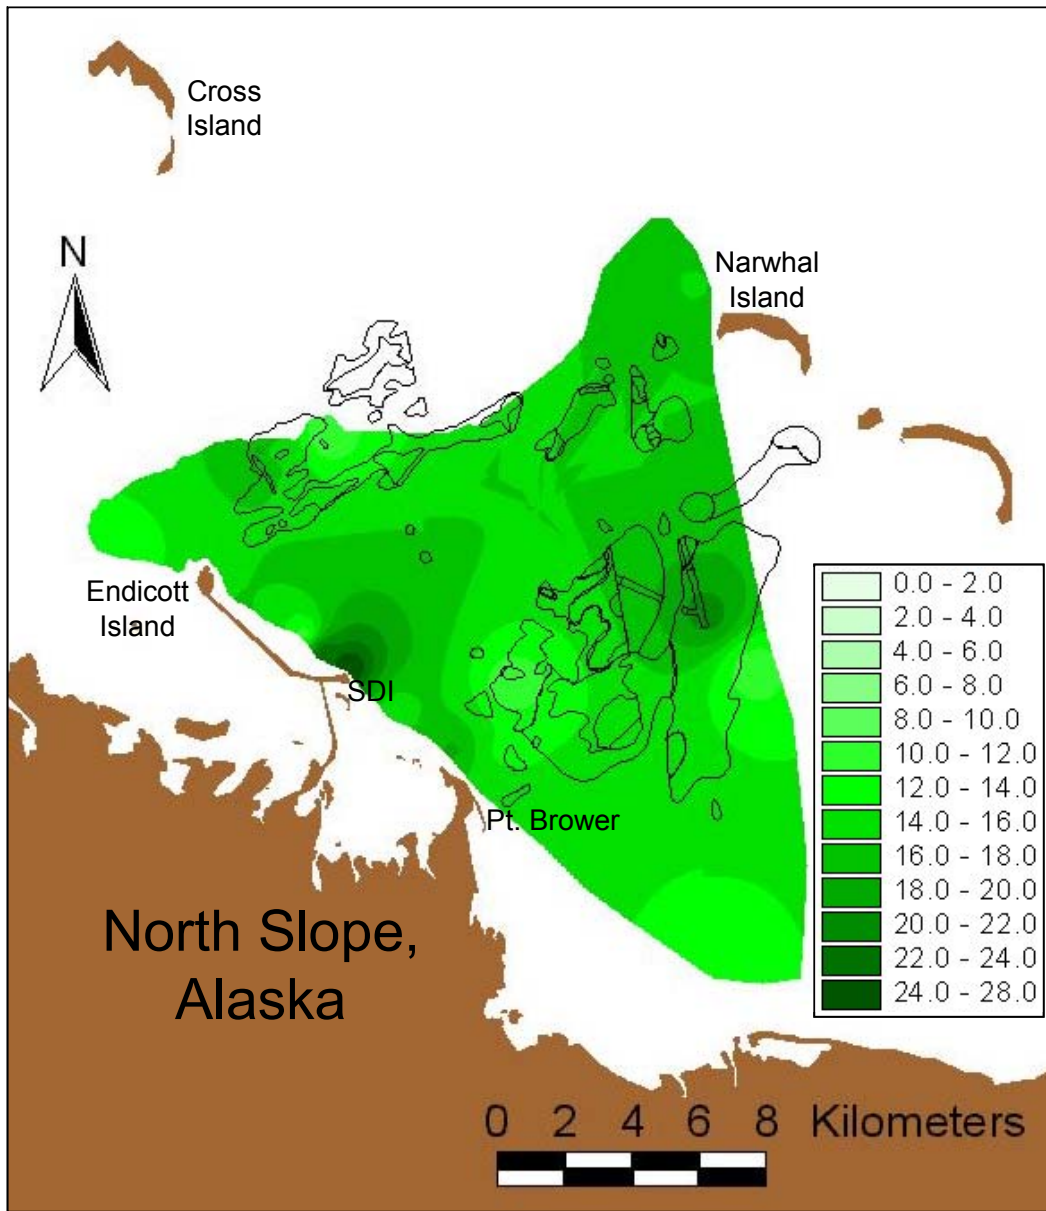 Cross
Island
N
Narwhal
Island
Endicott
Island
SDI
Pt. Brower
North Slope,
Alaska
0.0 - 2.0
2.0 - 4.0
4.0 - 6.0
6.0 - 8.0
8.0 - 10.0
10.0 - 12.0
12.0 - 14.0
14.0 - 16.0
16.0 - 18.0
18.0 - 20.0
20.0 - 22.0
22.0 - 24.0
24.0 - 28.0
0 2 4 6 8 Kilometers